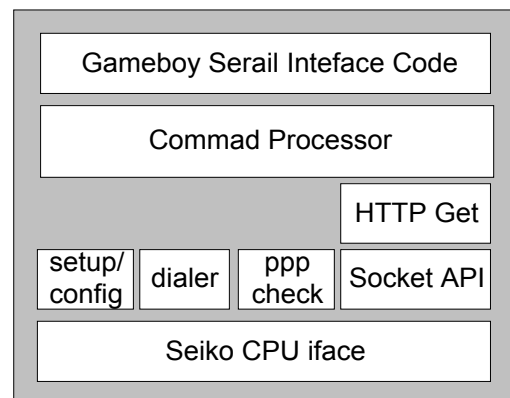 Gameboy Serail Inteface Code
Commad Processor
HTTP Get
setup/
config
dialer
ppp
check
Socket API
Seiko CPU iface